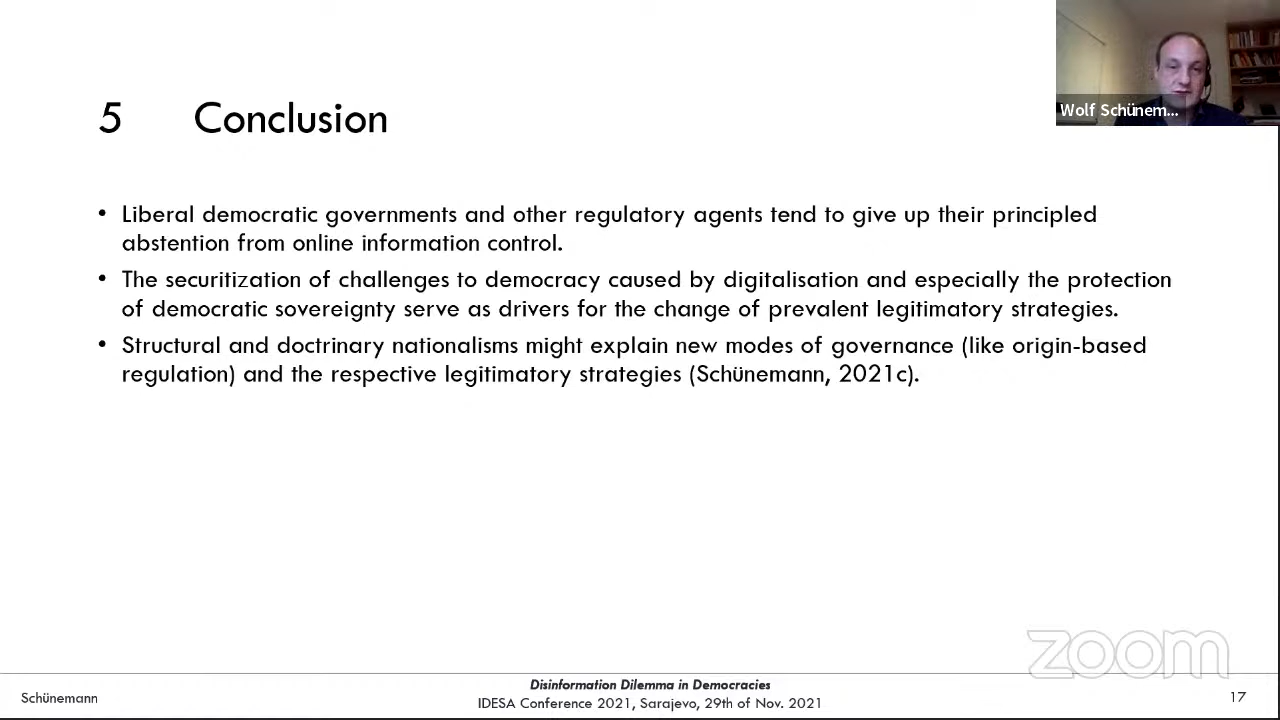 Wolf Schünem...
5 Conclusion
• Liberal democratic governments and other regulatory agents tend to give up their principled
abstention from online information control.
• The securitization of challenges to democracy caused by digitalisation and especially the protection
of democratic sovereignty serve as drivers for the change of prevalent legitimatory strategies.
• Structural and doctrinary nationalisms might explain new modes of governance (like origin-based
regulation) and the respective legitimatory strategies (Schünemann, 2021c).
zoom
Schünemann
Disinformation Dilemma in Democracies
IDESA Conference 2021, Sarajevo, 29th of Nov. 2021
17